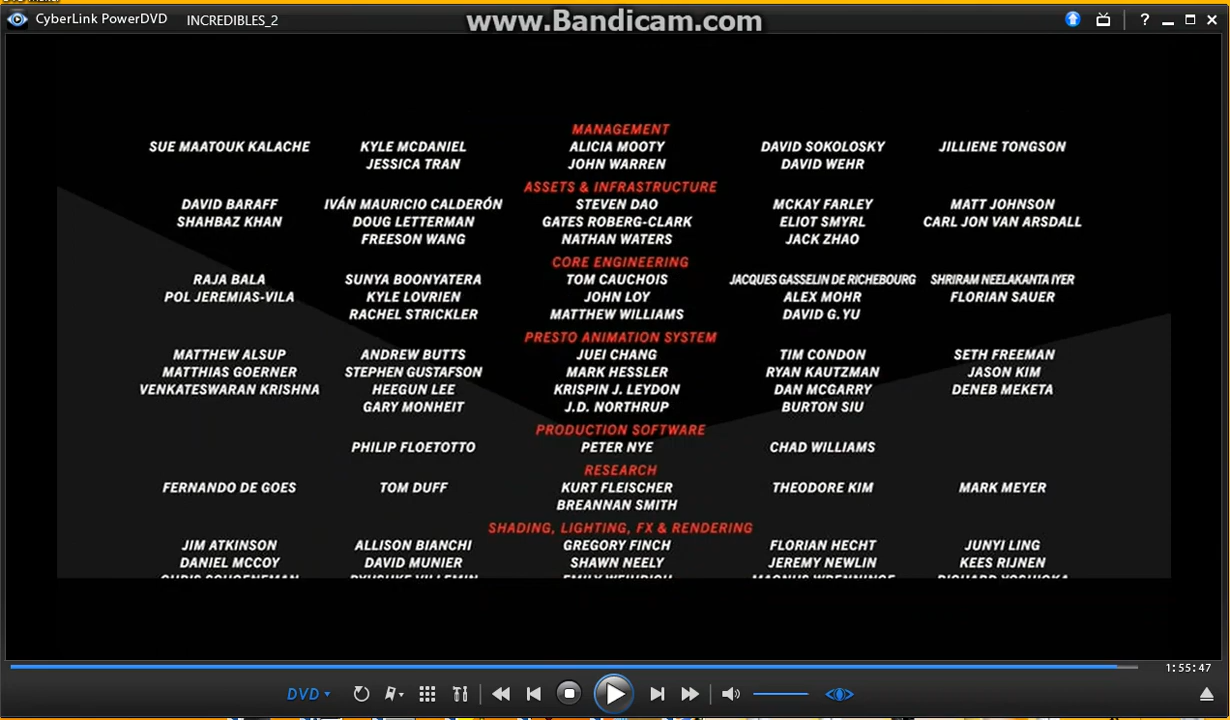 CyberLink PowerDVD INCREDIBLES_2 www.Bandicam.com ?
MANAGEMENT
SUE MAATOUK KALACHE KYLE MCDANIEL ALICIA MOOTY DAVID SOKOLOSKY JILLIENE TONGSON
JESSICA TRAN JOHN WARREN DAVID WEHR
ASSETS & INFRASTRUCTURE
DAVID BARAFF IVÁN MAURICIO CALDERÓN STEVEN DAO MCKAY FARLEY MATT JOHNSON
SHAHBAZ KHAN DOUG LETTERMAN GATES ROBERG-CLARK ELIOT SMYRL CARL JON VAN ARSDALL
FREESON WANG NATHAN WATERS JACK ZHAO
CORE ENGINEERING
RAJA BALA SUNYA BOONYATERA TOM CAUCHOIS JACQUES GASSELIN DE RICHEBOURG SHRIRAM NEELAKANTA IYER
POL JEREMIAS-VILA KYLE LOVRIEN JOHN LOY ALEX MOHR FLORIAN SAUER
RACHEL STRICKLER MATTHEW WILLIAMS DAVID G. YU
PRESTO ANIMATION SYSTEM
MATTHEW ALSUP ANDREW BUTTS JUEI CHANG TIM CONDON SETH FREEMAN
MATTHIAS GOERNER STEPHEN GUSTAFSON MARK HESSLER RYAN KAUTZMAN JASON KIM
VENKATESWARAN KRISHNA HEEGUN LEE KRISPIN J. LEYDON DAN MCGARRY DENEB MEKETA
GARY MONHEIT J.D. NORTHRUP BURTON SIU
PRODUCTION SOFTWARE
PHILIP FLOETOTTO PETER NYE CHAD WILLIAMS
RESEARCH
FERNANDO DE GOES TOM DUFF KURT FLEISCHER THEODORE KIM MARK MEYER
BREANNAN SMITH
SHADING, LIGHTING, FX & RENDERING
JIM ATKINSON ALLISON BIANCHI GREGORY FINCH FLORIAN HECHT JUNYI LING
DANIEL MCCOY DAVID MUNIER SHAWN NEELY JEREMY NEWLIN KEES RIJNEN
1:55:47
DVD